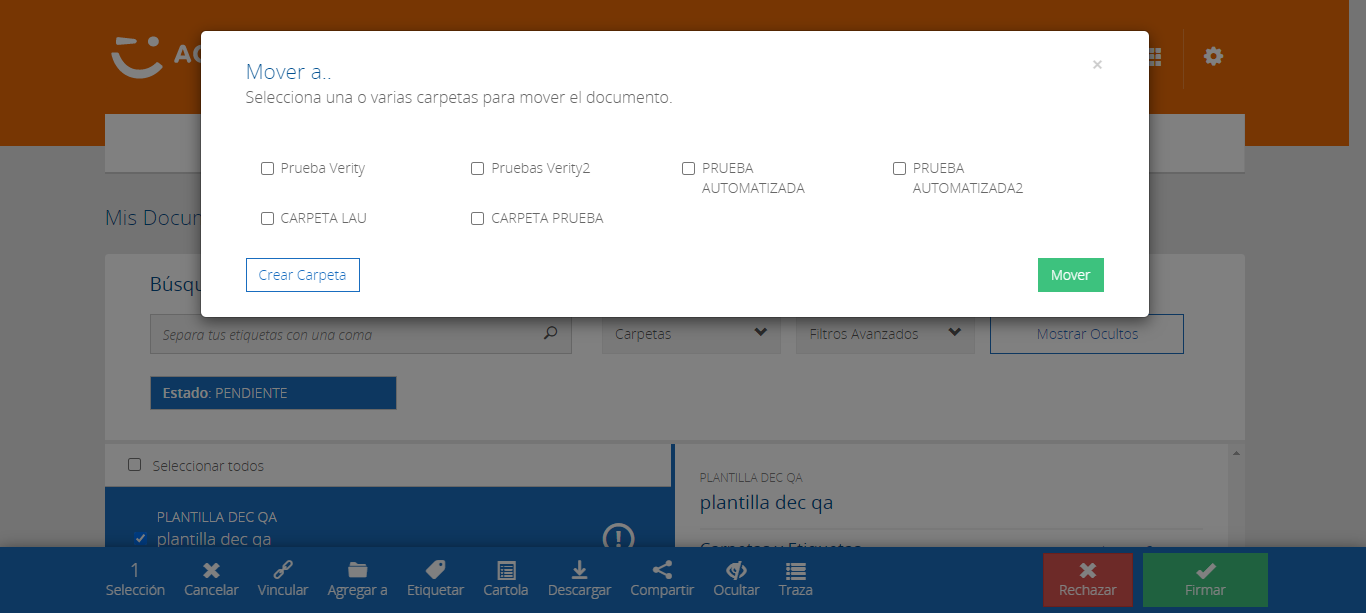 Mover a..
×
Selecciona una o varias carpetas para mover el documento.
Prueba Verity
Pruebas Verity2
PRUEBA
AUTOMATIZADA
PRUEBA
AUTOMATIZADA2
CARPETA LAU
CARPETA PRUEBA
Crear Carpeta
Mover
Mis Docum
Búsqu
Separa tus etiquetas con una coma
Carpetas
Filtros Avanzados
Mostrar Ocultos
Estado: PENDIENTE
Seleccionar todos
PLANTILLA DEC QA
plantilla dec qa
PLANTILLA DEC QA
plantilla dec qa
Carpetas y Etiquetas
1
Selección
Cancelar
Vincular
Agregar a
Etiquetar
Cartola
Descargar
Compartir
Ocultar
Traza
Rechazar
Firmar